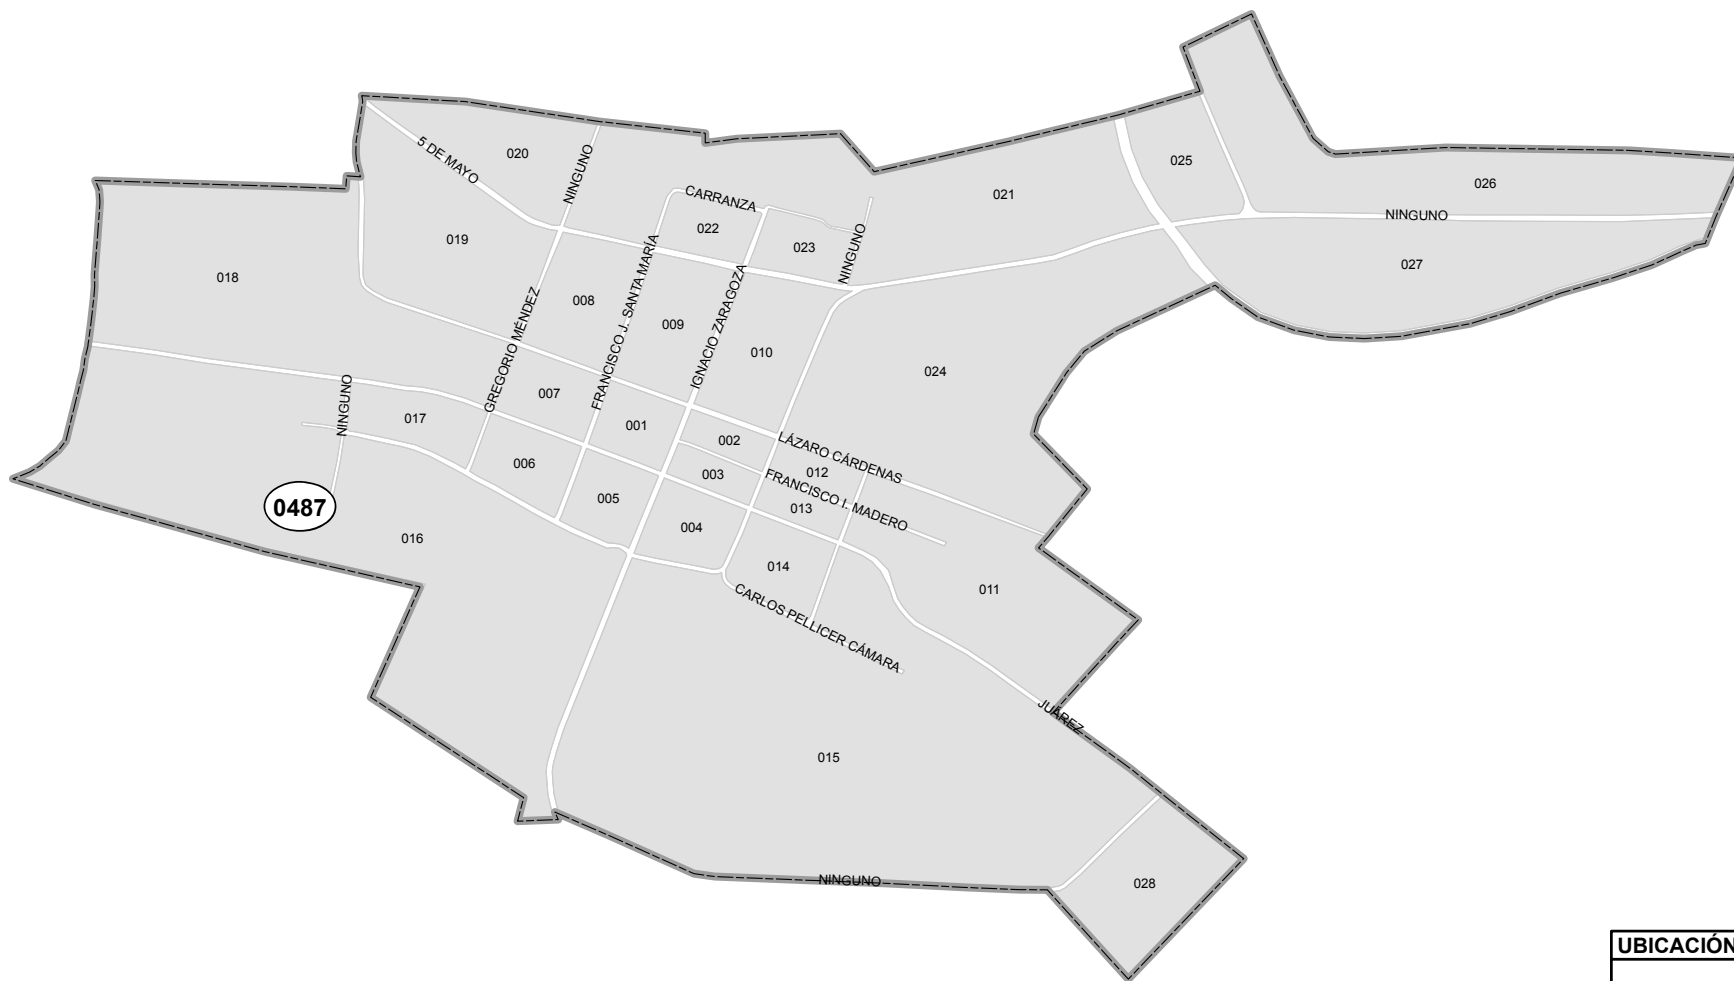 5 DE MAYO
020
NINGUNO
025
026
021
CARRANZA
022
NINGUNO
019
023
NINGUNO
018
027
008
FRANCISCO J. SANTA MARÍA
IGNACIO ZARAGOZA
009
GREGORIO MÉNDEZ
010
024
007
NINGUNO
017
001
002
LÁZARO CÁRDENAS
006
003
012
FRANCISCO I. MADERO
005
013
0487
004
016
014
011
CARLOS PELLICER CÁMARA
JUÁREZ
015
NINGUNO
028
UBICACIÓN